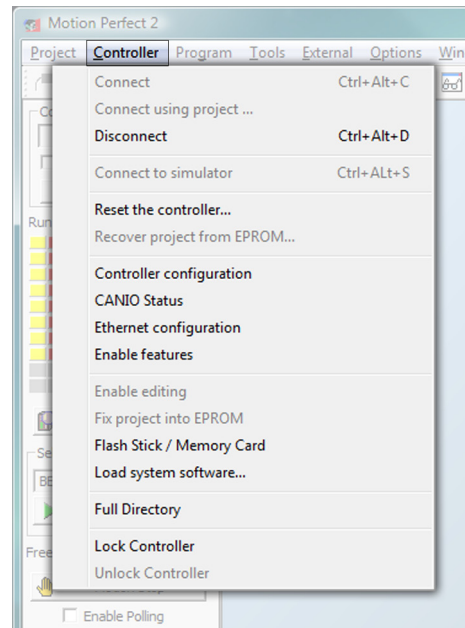 Motion Perfect 2
Project Controller Program Tools External Options
Connect Ctrl+Alt+C
Connect using project ...
Disconnect Ctrl+Alt+D
Connect to simulator Ctrl+ALt+S
Reset the controller...
Recover project from EPROM...
Controller configuration
CANIO Status
Ethernet configuration
Enable features
Enable editing
Fix project into EPROM
Flash Stick / Memory Card
Load system software...
Full Directory
Lock Controller
Unlock Controller
Enable Polling